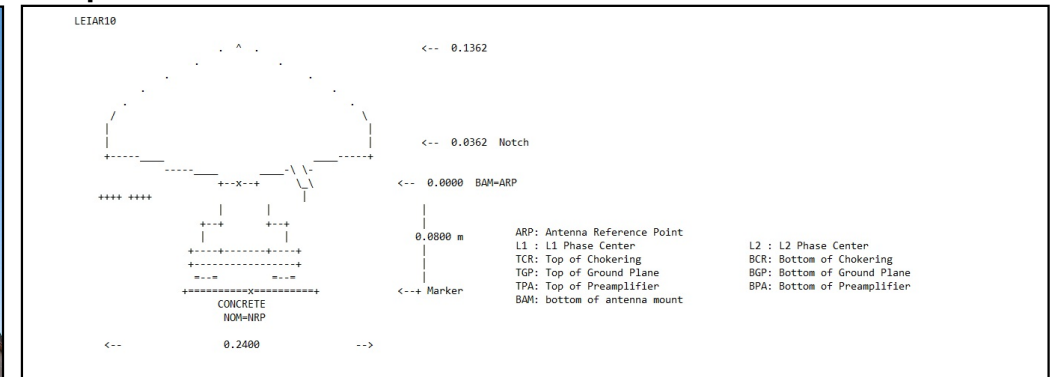 LEIAR10
<-- 0.1362
<-- 0.0362 Notch
<-- 0.0000 BAM=ARP
++++ ++++
0.0800 m
ARP: Antenna Reference Point
L1 : L1 Phase Center L2 : L2 Phase Center
TCR: Top of Chokering BCR: Bottom of Chokering
TGP: Top of Ground Plane BGP: Bottom of Ground Plane
TPA: Top of Preamplifier BPA: Bottom of Preamplifier
BAM: bottom of antenna mount
<--+ Marker
CONCRETE
NOM=NRP
<-- 0.2400 -->